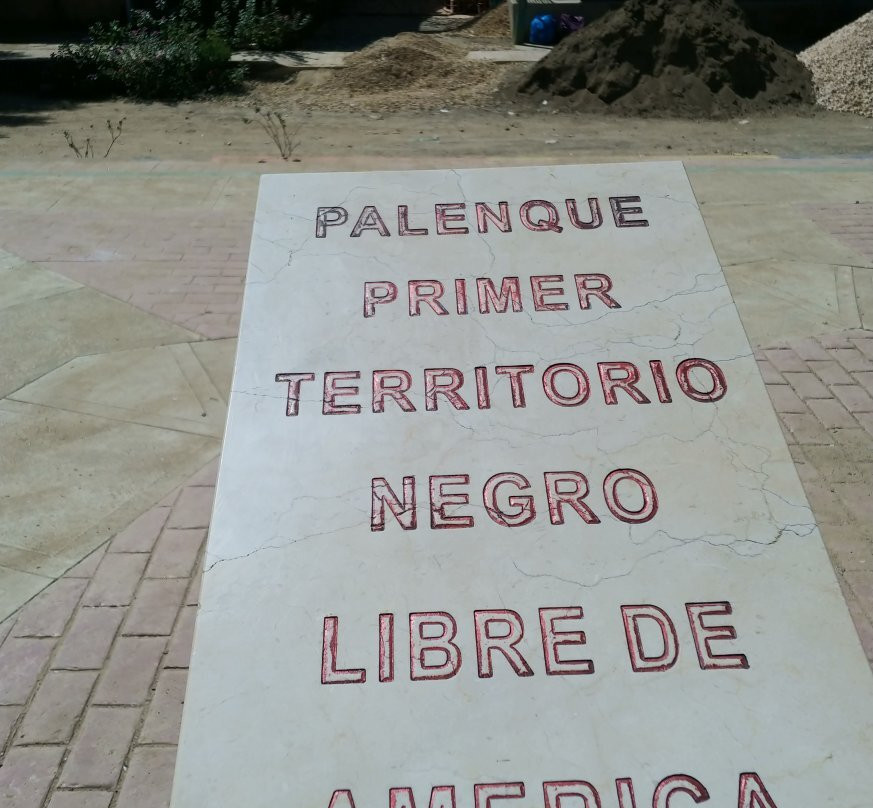 PALENQUE
PRIMER
TERRITORIO
NEGRO
LIBRE DE
AMERICA